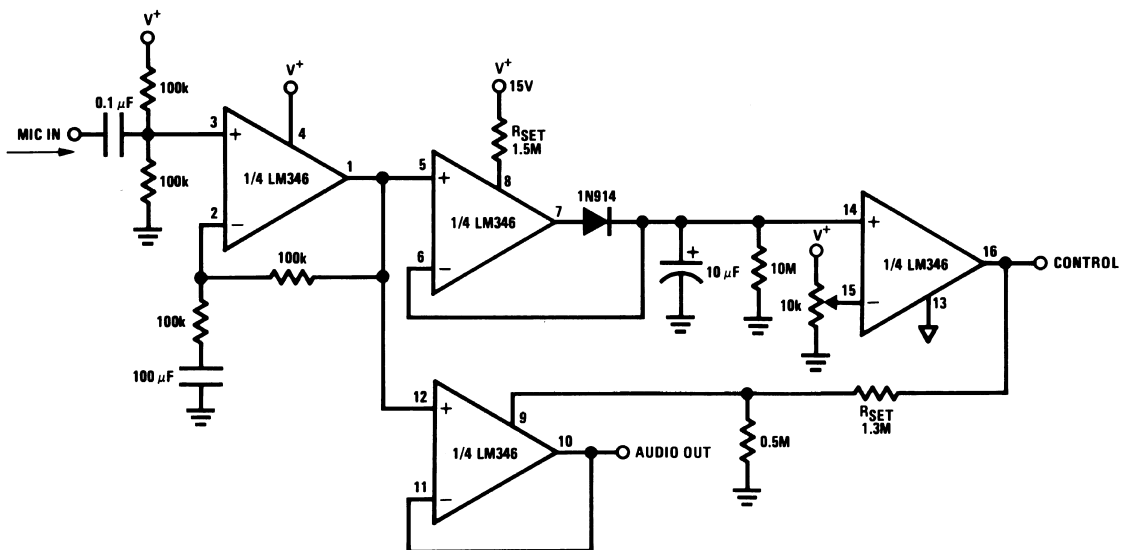 V+
100k
0.1 μF
MIC IN
100k
3
+
V+
4
1/4 LM346
1
2
−
100k
100k
100 μF
V+
15V
RSET
1.5M
8
5
+
1/4 LM346
7
6
−
1N914
+
10 μF
10M
V+
10k
14
+
1/4 LM346
16
CONTROL
15
−
13
12
+
9
1/4 LM346
10
AUDIO OUT
11
−
0.5M
RSET
1.3M